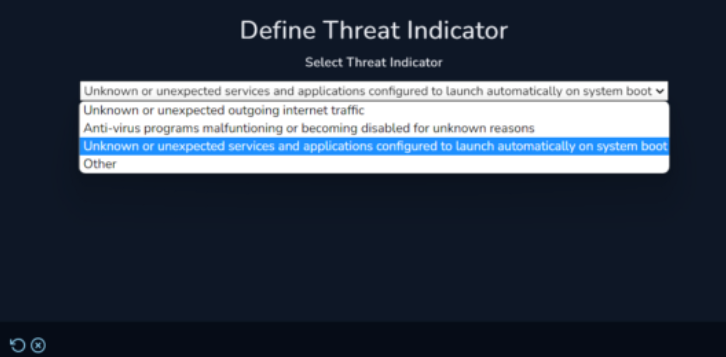 Define Threat Indicator
Select Threat Indicator
Unknown or unexpected services and applications configured to launch automatically on system boot
Unknown or unexpected outgoing internet traffic
Anti-virus programs malfuntioning or becoming disabled for unknown reasons
Unknown or unexpected services and applications configured to launch automatically on system boot
Other